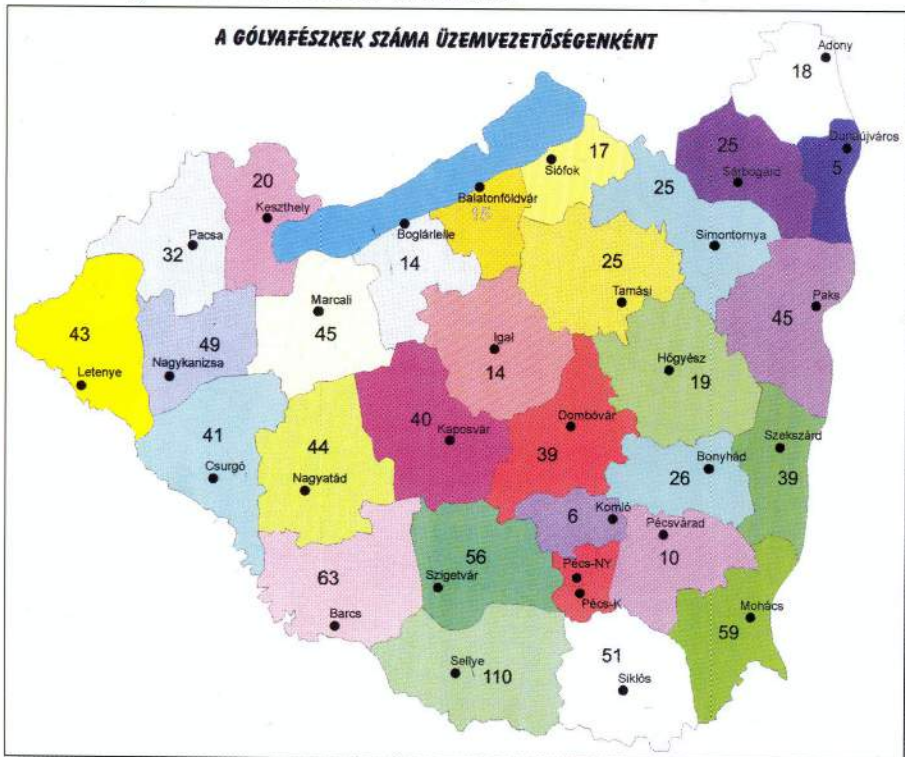 A GÓLYAFÉSZKEK SZÁMA ÜZEMVEZETŐSÉGENKÉNT
Adony
18
Dunaújváros
5
25
Sárbogárd
17
Siófok
25
Simontornya
20
Keszthely
Balatonföldvár
15
Pacsa
32
Boglárlelle
14
25
Tamási
Paks
45
43
Letenye
49
Nagykanizsa
Marcali
45
Igal
14
Hőgyész
19
41
Csurgó
44
Nagyatád
40
Kaposvár
Dombóvár
39
Bonyhád
26
Szekszárd
39
6
Komló
Pécsvárad
10
63
Barcs
56
Szigetvár
Pécs-NY
Pécs-K
Mohács
59
Sellye
110
51
Siklós